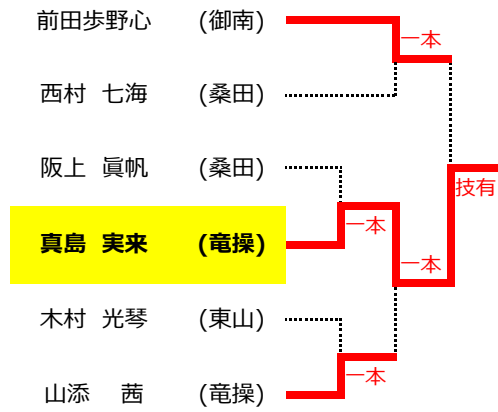 前田歩野心 (御南)
一本
西村 七海 (桑田)
阪上 眞帆 (桑田)
技有
一本
真島 実来 (竜操)
一本
木村 光琴 (東山)
一本
山添 茜 (竜操)